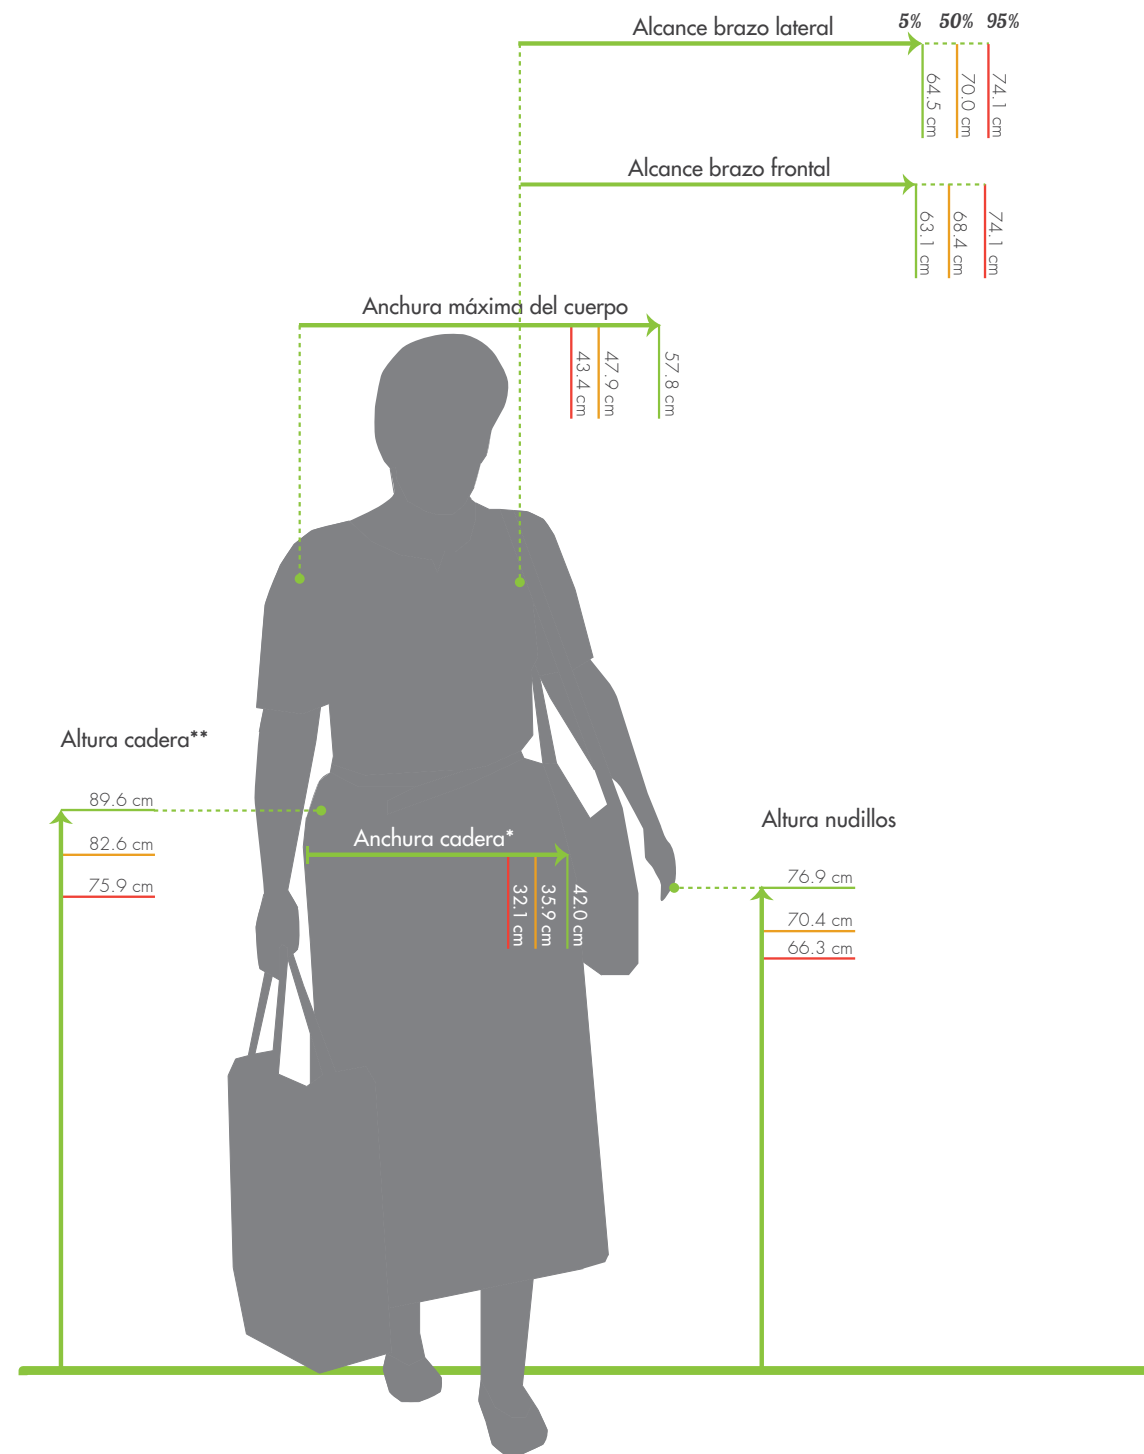 Alcance brazo lateral
5% 50% 95%
64.5 cm
70.0 cm
74.1 cm
Alcance brazo frontal
63.1 cm
68.4 cm
74.1 cm
Anchura máxima del cuerpo
43.4 cm
47.9 cm
57.8 cm
Altura cadera**
89.6 cm
82.6 cm
75.9 cm
Anchura cadera*
32.1 cm
35.9 cm
42.0 cm
Altura nudillos
76.9 cm
70.4 cm
66.3 cm